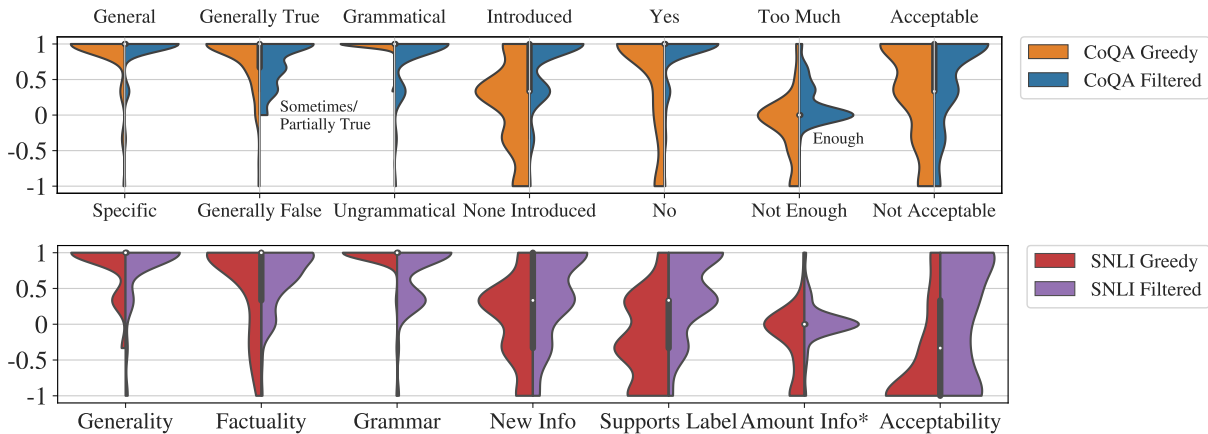 General Generally True Grammatical Introduced Yes Too Much Acceptable
1
0.5
0
-0.5
-1
Sometimes/
Partially True
Enough
CoQA Greedy
CoQA Filtered
Specific Generally False Ungrammatical None Introduced No Not Enough Not Acceptable
1
0.5
0
-0.5
-1
SNLI Greedy
SNLI Filtered
Generality Factuality Grammar New Info Supports Label Amount Info* Acceptability